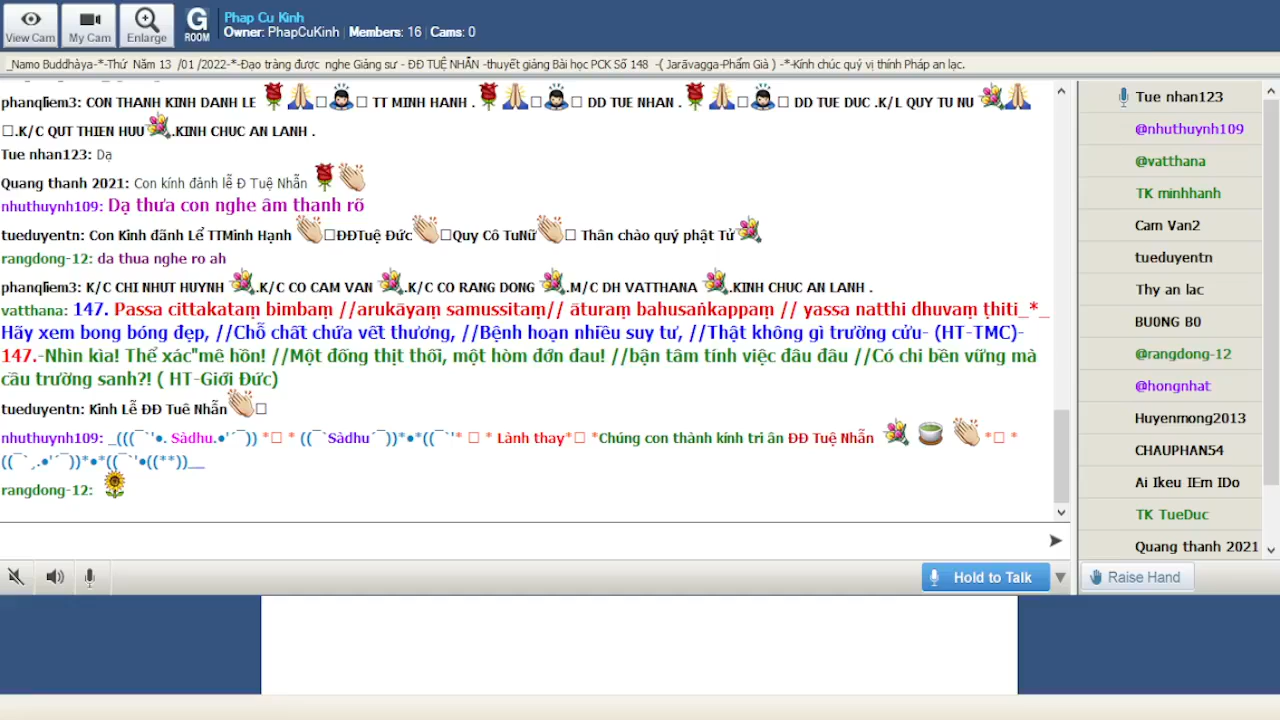 View Cam
My Cam
Enlarge
G ROOM
Phap Cu Kinh
Owner: PhapCuKinh | Members: 16 | Cams: 0
_Namo Buddhàya-*-Thứ Năm 13 /01 /2022-*-Đạo tràng được nghe Giảng sư - ĐĐ TUỆ NHẪN -thuyết giảng Bài học PCK Số 148 -( Jarāvagga-Phẩm Già ) -*-Kính chúc quý vị thính Pháp an lạc.
phanqliem3: CON THANH KINH DANH LE 🌹🙏□🙇□ TT MINH HANH . 🌹🙏□🙇□ DD TUE NHAN . 🌹🙏□🙇□ DD TUE DUC .K/L QUY TU NU 💐🙏
□.K/C QUT THIEN HUU 💐.KINH CHUC AN LANH .
Tue nhan123: Dạ
Quang thanh 2021: Con kính đảnh lễ Đ Tuệ Nhẫn 🌹👏
nhuthuynh109: Dạ thưa con nghe âm thanh rõ
tueduyentn: Con Kinh đãnh Lể TTMinh Hạnh 👏□ĐĐTuệ Đức👏□Quy Cô TuNữ👏□ Thân chào quý phật Tử💐
rangdong-12: da thua nghe ro ah
phanqliem3: K/C CHI NHUT HUYNH 💐.K/C CO CAM VAN 💐.K/C CO RANG DONG 💐.M/C DH VATTHANA 💐.KINH CHUC AN LANH .
vatthana: 147. Passa cittakataṃ bimbaṃ //arukāyaṃ samussitaṃ// āturaṃ bahusaṅkappaṃ // yassa natthi dhuvaṃ ṭhiti_*_
Hãy xem bong bóng đẹp, //Chỗ chất chứa vết thương, //Bệnh hoạn nhiều suy tư, //Thật không gì trường cửu- (HT-TMC)-
147.-Nhìn kìa! Thể xác"mê hồn! //Một đống thịt thối, một hòm đớn đau! //bận tâm tính việc đâu đâu //Có chi bền vững mà
cầu trường sanh?! ( HT-Giới Đức)
tueduyentn: Kinh Lễ ĐĐ Tuê Nhẫn👏□
nhuthuynh109: _(((¯`'•. Sàdhu.•'´¯)) *□ * ((¯`Sàdhu´¯))*•*((¯`'* □ * Lành thay*□ *Chúng con thành kính tri ân ĐĐ Tuệ Nhẫn 💐 🍵 👏 *□ *
((¯`¸.•'´¯))*•*((¯`'•((**))__
rangdong-12: 🌻
Tue nhan123
@nhuthuynh109
@vatthana
TK minhhanh
Cam Van2
tueduyentn
Thy an lac
BU0NG B0
@rangdong-12
@hongnhat
Huyenmong2013
CHAUPHAN54
Ai Ikeu IEm IDo
TK TueDuc
Quang thanh 2021
Hold to Talk
Raise Hand